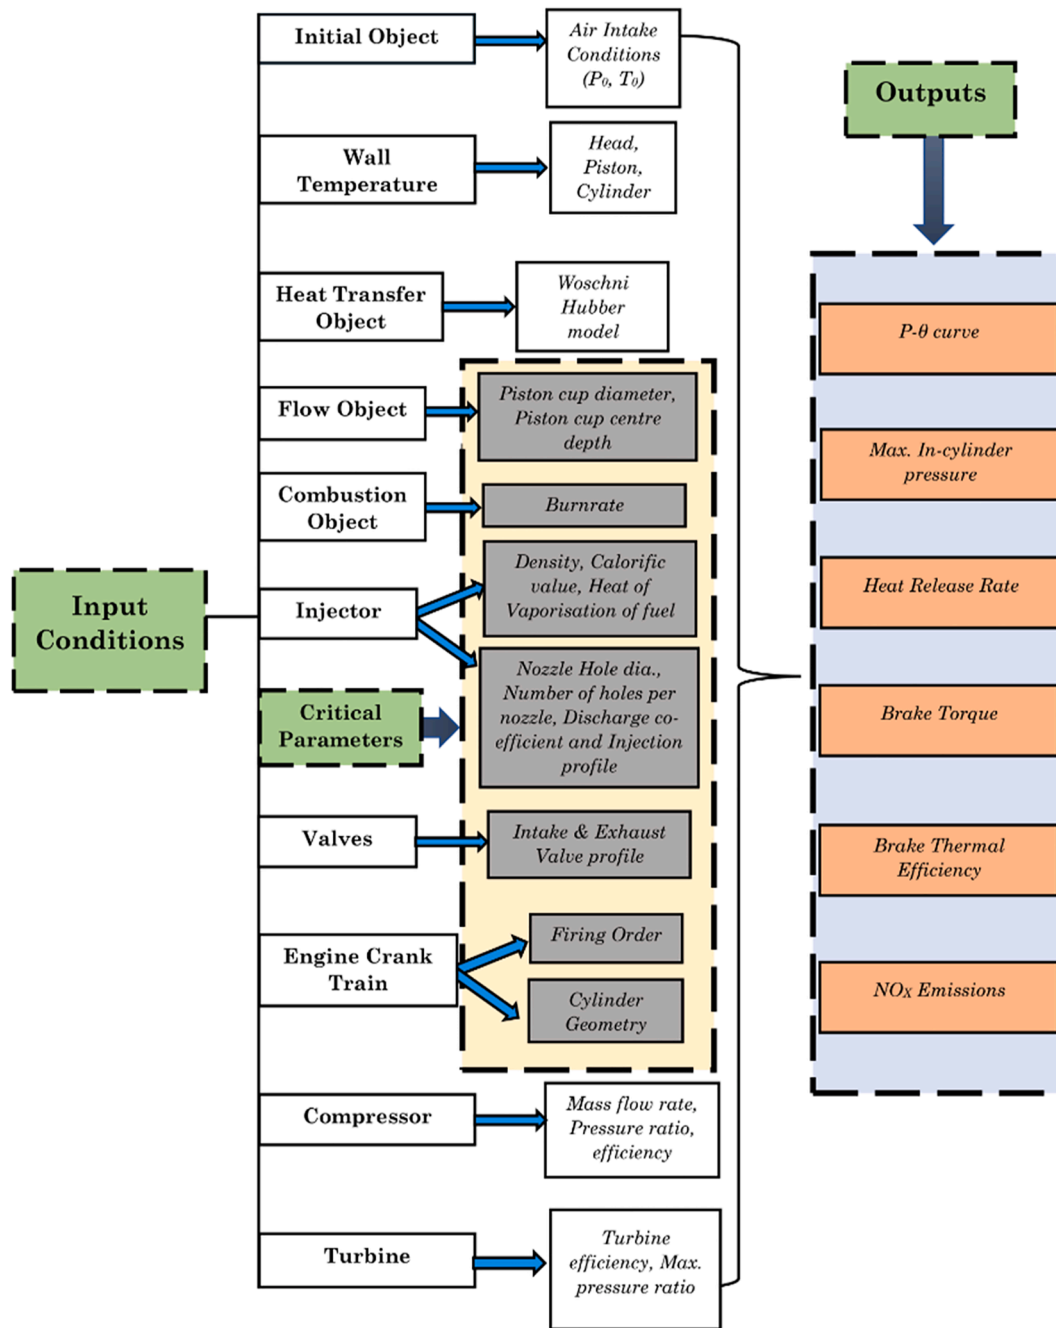 Initial Object
Air Intake
Conditions
(P₀, T₀)
Wall
Temperature
Head,
Piston,
Cylinder
Heat Transfer
Object
Woschni
Hubber
model
Flow Object
Piston cup diameter,
Piston cup centre
depth
Combustion
Object
Burnrate
Input
Conditions
Injector
Density, Calorific
value, Heat of
Vaporisation of fuel
Nozzle Hole dia.,
Number of holes per
nozzle, Discharge co-
efficient and Injection
profile
Critical
Parameters
Valves
Intake & Exhaust
Valve profile
Engine Crank
Train
Firing Order
Cylinder
Geometry
Compressor
Mass flow rate,
Pressure ratio,
efficiency
Turbine
Turbine
efficiency, Max.
pressure ratio
Outputs
P-θ curve
Max. In-cylinder
pressure
Heat Release Rate
Brake Torque
Brake Thermal
Efficiency
NOₓ Emissions